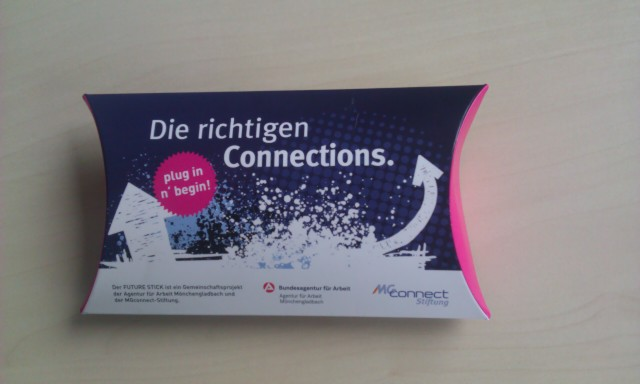 Die richtigen
Connections.
plug in
n' begin!
Der FUTURE STICK ist ein Gemeinschaftsprojekt
der Agentur für Arbeit Mönchengladbach und
der MGconnect-Stiftung.
Bundesagentur für Arbeit
Agentur für Arbeit
Mönchengladbach
MGconnect
Stiftung